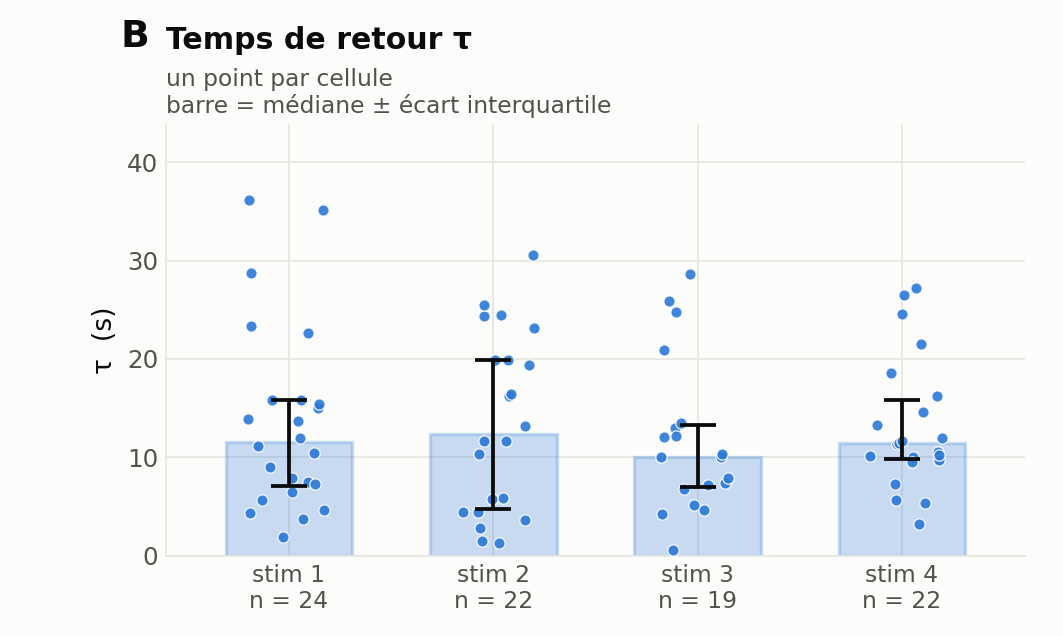 B Temps de retour τ
un point par cellule
barre = médiane ± écart interquartile
τ (s)
40
30
20
10
0
stim 1 stim 2 stim 3 stim 4
n = 24 n = 22 n = 19 n = 22